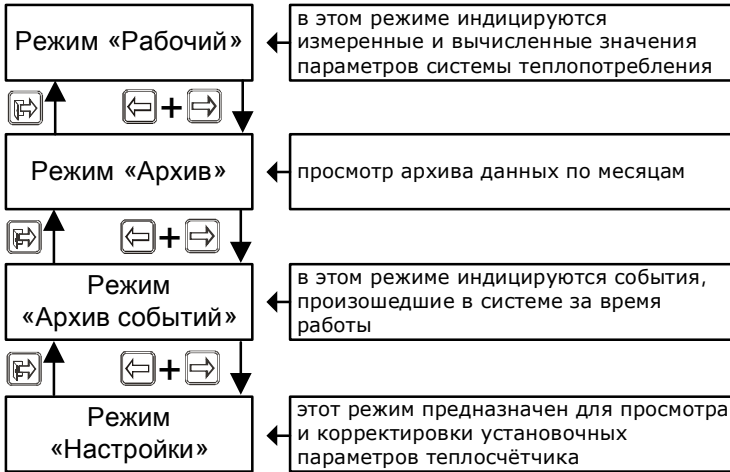 Режим «Рабочий»
в этом режиме индицируются
измеренные и вычисленные значения
параметров системы теплопотребления
+
Режим «Архив»
просмотр архива данных по месяцам
+
Режим
«Архив событий»
в этом режиме индицируются события,
произошедшие в системе за время
работы
+
Режим
«Настройки»
этот режим предназначен для просмотра
и корректировки установочных
параметров теплосчётчика